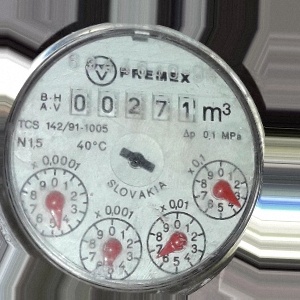 PREMEX
B-H
A-V
00271 m³
TCS 142/91-1005
Δp 0,1 MPa
N 1,5 40°C
SLOVAKIA
x 0,0001
x 0,001
x 0,01
x 0,1